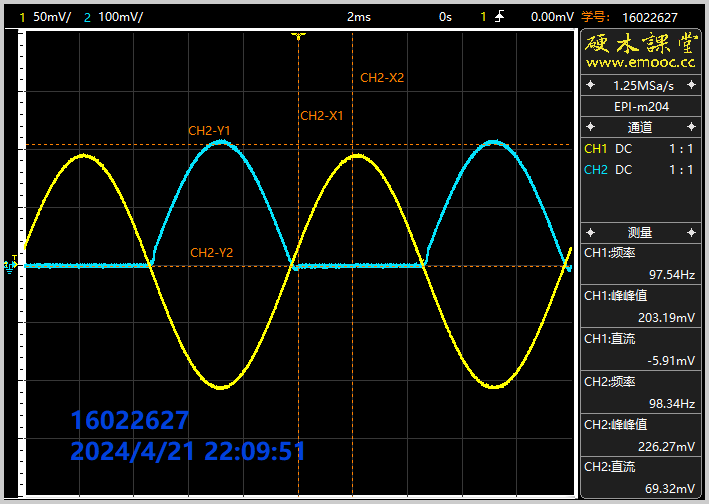 1 50mV/ 2 100mV/ 2ms 0s 1 0.00mV 学号: 16022627
硬木課堂
www.emooc.cc
1.25MSa/s
EPI-m204
通道
CH1 DC 1:1
CH2 DC 1:1
测量
CH1:频率
97.54Hz
CH1:峰峰值
203.19mV
CH1:直流
-5.91mV
CH2:频率
98.34Hz
CH2:峰峰值
226.27mV
CH2:直流
69.32mV
CH2-X2
CH2-X1
CH2-Y1
CH2-Y2
T
16022627
2024/4/21 22:09:51